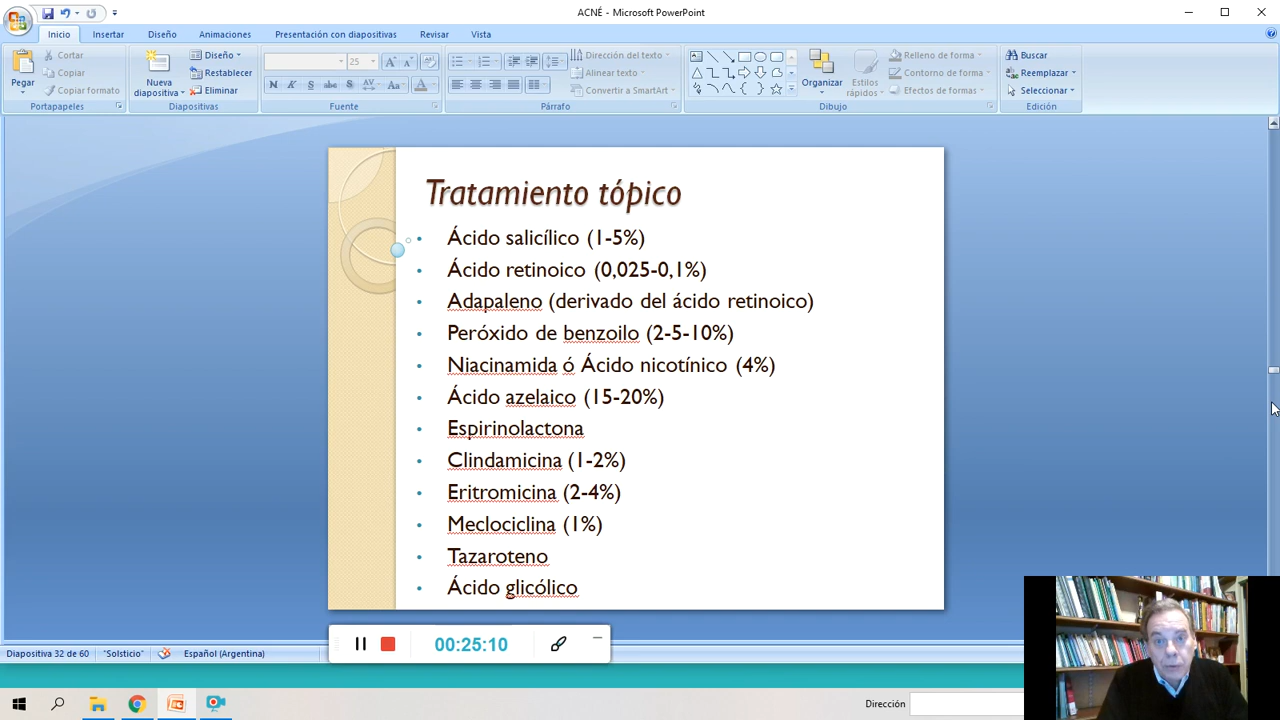 ACNÉ - Microsoft PowerPoint
Inicio
Insertar
Diseño
Animaciones
Presentación con diapositivas
Revisar
Vista
Pegar
Cortar
Copiar
Copiar formato
Portapapeles
Nueva diapositiva
Diseño
Restablecer
Eliminar
Diapositivas
25
Fuente
Dirección del texto
Alinear texto
Convertir a SmartArt
Párrafo
Organizar
Estilos rápidos
Relleno de forma
Contorno de forma
Efectos de formas
Dibujo
Buscar
Reemplazar
Seleccionar
Edición
Tratamiento tópico
• Ácido salicílico (1-5%)
• Ácido retinoico (0,025-0,1%)
• Adapaleno (derivado del ácido retinoico)
• Peróxido de benzoilo (2-5-10%)
• Niacinamida ó Ácido nicotínico (4%)
• Ácido azelaico (15-20%)
• Espirinolactona
• Clindamicina (1-2%)
• Eritromicina (2-4%)
• Meclociclina (1%)
• Tazaroteno
• Ácido glicólico
00:25:10
Diapositiva 32 de 60
"Solsticio"
Español (Argentina)
Dirección